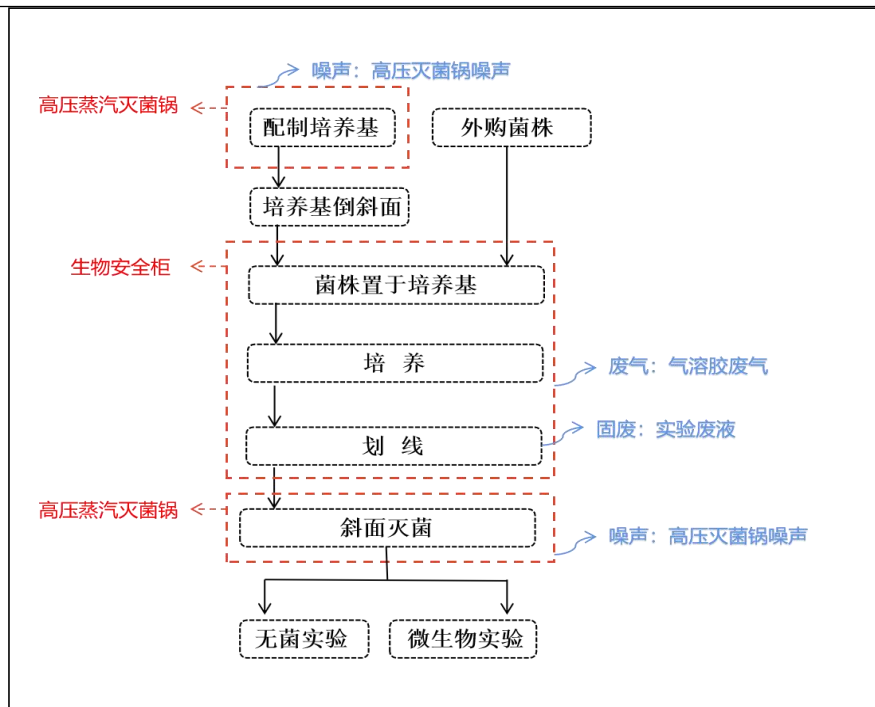 噪声：高压灭菌锅噪声
高压蒸汽灭菌锅
配制培养基
外购菌株
培养基倒斜面
生物安全柜
菌株置于培养基
培 养
废气：气溶胶废气
划 线
固废：实验废液
高压蒸汽灭菌锅
斜面灭菌
噪声：高压灭菌锅噪声
无菌实验
微生物实验